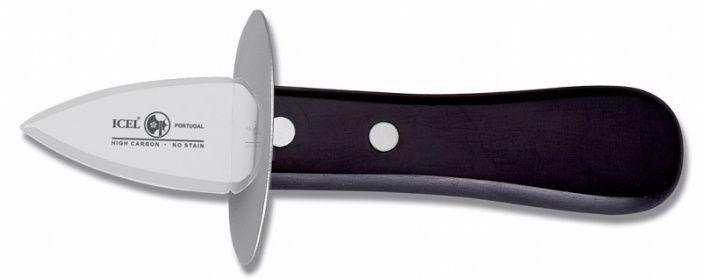 ICEL® PORTUGAL
HIGH CARBON • NO STAIN